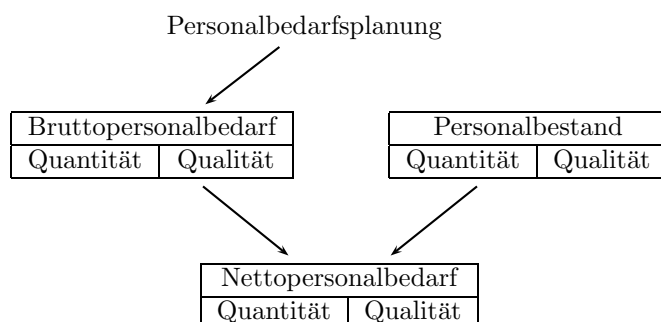 Personalbedarfsplanung
Bruttopersonalbedarf
Quantität Qualität
Personalbestand
Quantität Qualität
Nettopersonalbedarf
Quantität Qualität